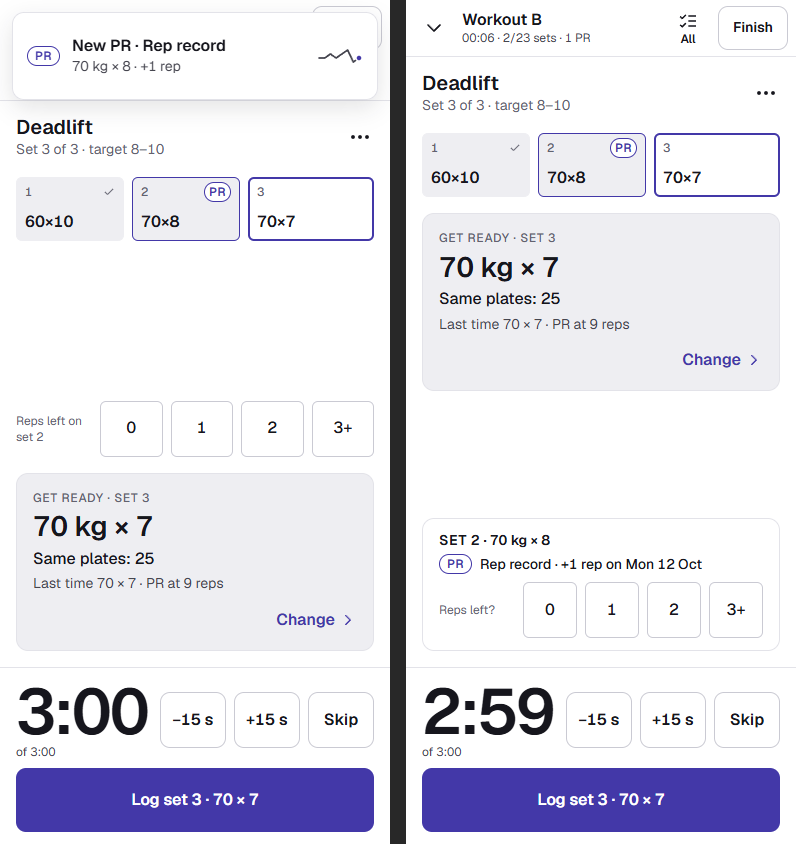 PR
New PR · Rep record
70 kg × 8 · +1 rep
Deadlift
Set 3 of 3 · target 8–10
1
60×10
2
PR
70×8
3
70×7
Reps left on
set 2
0
1
2
3+
GET READY · SET 3
70 kg × 7
Same plates: 25
Last time 70 × 7 · PR at 9 reps
Change
3:00
of 3:00
−15 s
+15 s
Skip
Log set 3 · 70 × 7
Workout B
00:06 · 2/23 sets · 1 PR
All
Finish
Deadlift
Set 3 of 3 · target 8–10
1
60×10
2
PR
70×8
3
70×7
GET READY · SET 3
70 kg × 7
Same plates: 25
Last time 70 × 7 · PR at 9 reps
Change
SET 2 · 70 kg × 8
PR Rep record · +1 rep on Mon 12 Oct
Reps left?
0
1
2
3+
2:59
of 3:00
−15 s
+15 s
Skip
Log set 3 · 70 × 7